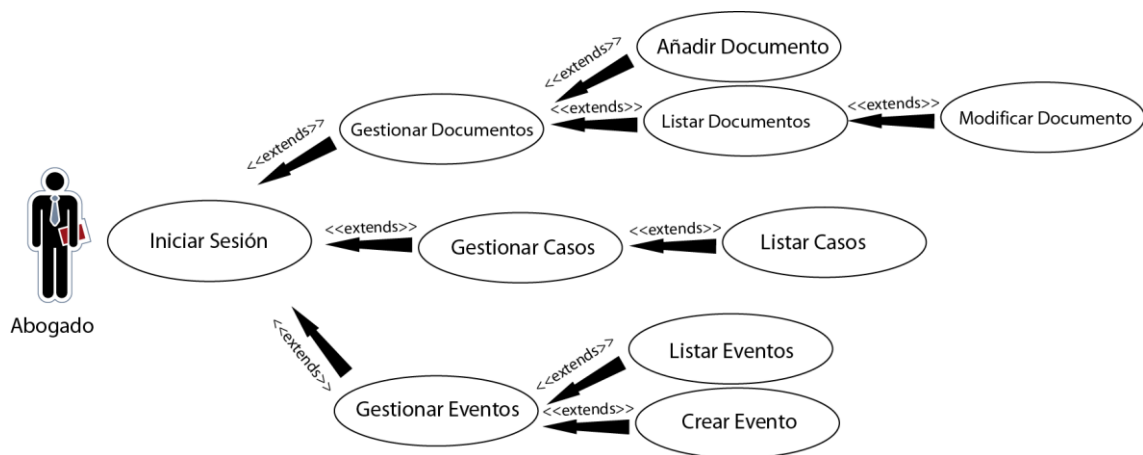 Añadir Documento
<<extends>>
<<extends>>
Gestionar Documentos
Listar Documentos
<<extends>>
Modificar Documento
<<extends>>
Abogado
Iniciar Sesión
<<extends>>
Gestionar Casos
<<extends>>
Listar Casos
<<extends>>
Gestionar Eventos
<<extends>>
Listar Eventos
<<extends>>
Crear Evento